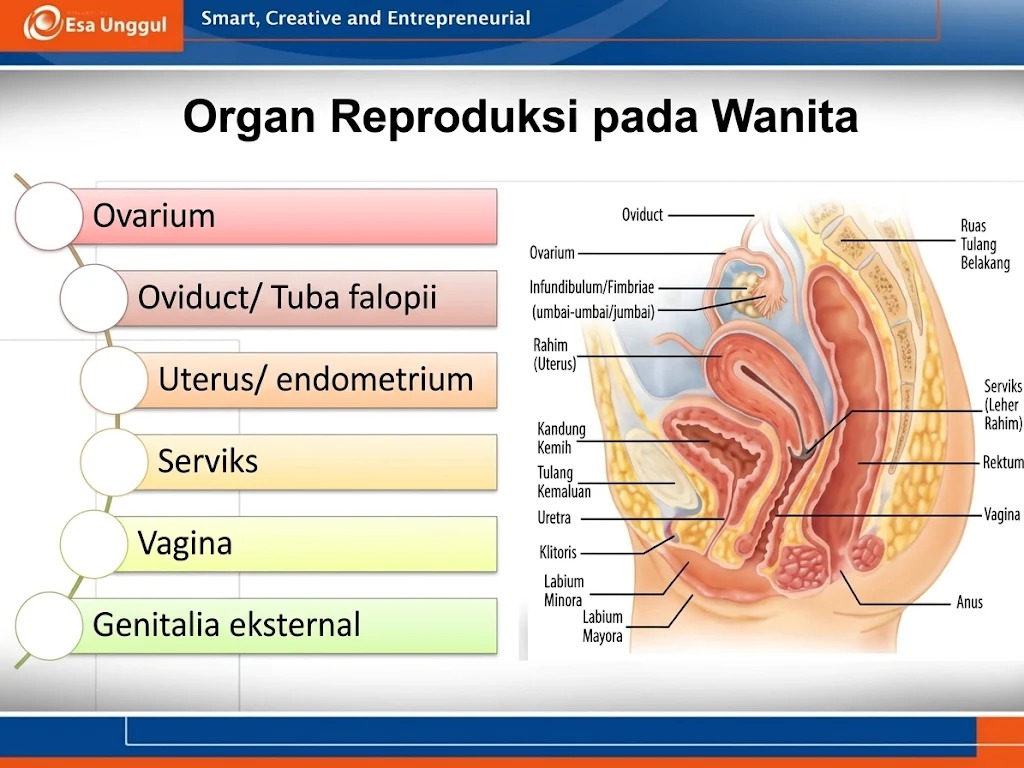 Esa Unggul
Smart, Creative and Entrepreneurial
Organ Reproduksi pada Wanita
Ovarium
Oviduct/ Tuba falopii
Uterus/ endometrium
Serviks
Vagina
Genitalia eksternal
Oviduct
Ovarium
Infundibulum/Fimbriae
(umbai-umbai/jumbai)
Rahim
(Uterus)
Kandung
Kemih
Tulang
Kemaluan
Uretra
Klitoris
Labium
Minora
Labium
Mayora
Ruas
Tulang
Belakang
Serviks
(Leher
Rahim)
Rektum
Vagina
Anus